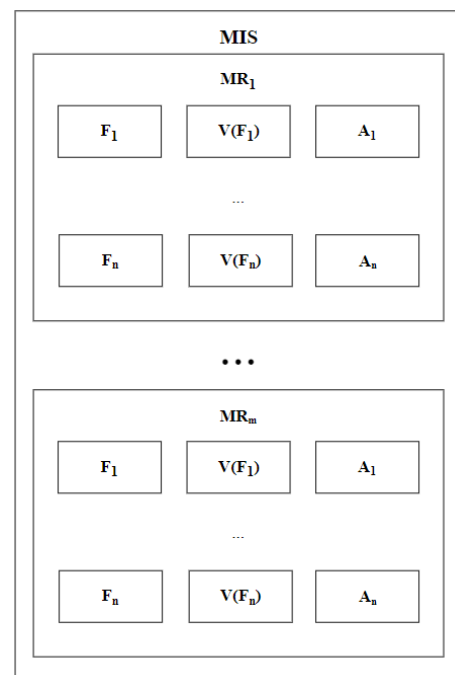 MIS
MR₁
F₁ V(F₁) A₁
...
Fₙ V(Fₙ) Aₙ
...
MRₘ
F₁ V(F₁) A₁
...
Fₙ V(Fₙ) Aₙ